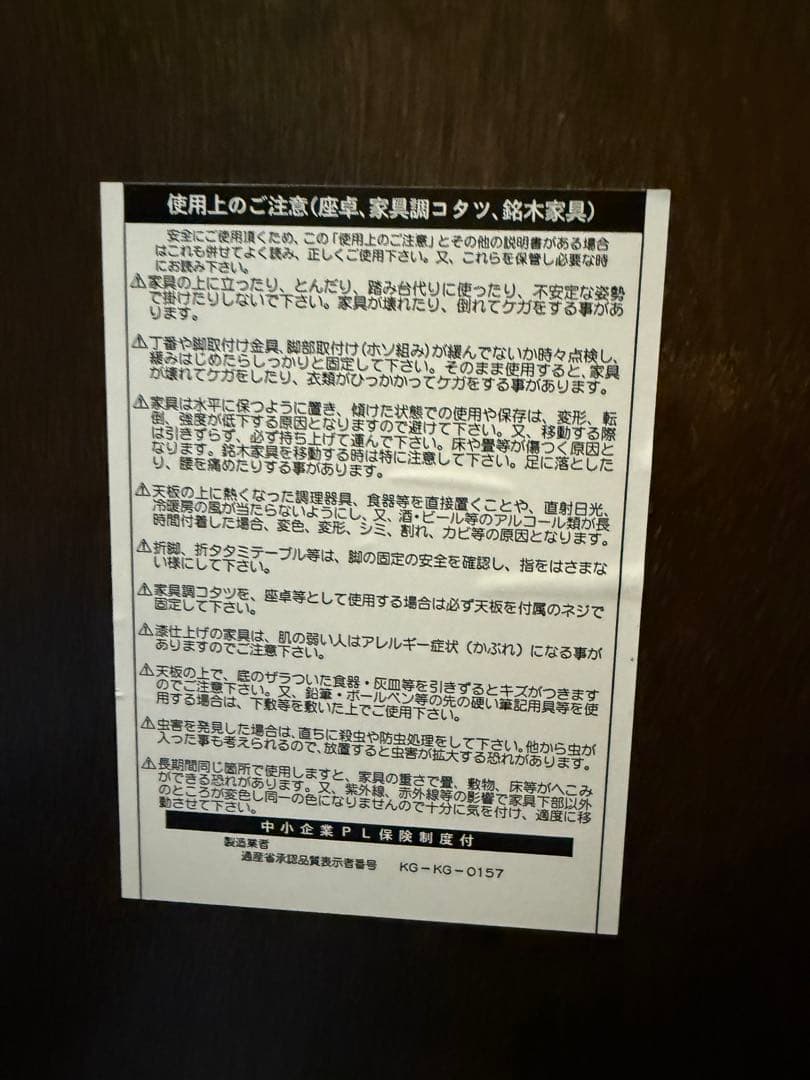 使用上のご注意(座卓、家具調コタツ、銘木家具)
安全にご使用頂くため、この「使用上のご注意」とその他の説明書がある場合
はこれも併せてよく読み、正しくご使用下さい。又、これらを保管し必要な時
にお読み下さい。
⚠家具の上に立ったり、とんだり、踏み台代りに使ったり、不安定な姿勢
で掛けたりしないで下さい。家具が壊れたり、倒れてケガをする事があ
ります。
⚠丁番や脚取付け金具、脚部取付け(ホゾ組み)が緩んでないか時々点検し、
緩みはじめたらしっかりと固定して下さい。そのまま使用すると、家具
が壊れてケガをしたり、衣類がひっかかってケガをする事があります。
⚠家具は水平に保つように置き、傾けた状態での使用や保存は、変形、転
倒、強度が低下する原因となりますので避けて下さい。又、移動する際
は引きずらず、必ず持ち上げて運んで下さい。床や畳等が傷つく原因と
なります。銘木家具を移動する時は特に注意して下さい。足に落とした
り、腰を痛めたりする事があります。
⚠天板の上に熱くなった調理器具、食器等を直接置くことや、直射日光、
冷暖房の風が当たらないようにし、又、酒・ビール等のアルコール類が長
時間付着した場合、変色、変形、シミ、割れ、カビ等の原因となります。
⚠折脚、折タタミテーブル等は、脚の固定の安全を確認し、指をはさまな
い様にして下さい。
⚠家具調コタツを、座卓等として使用する場合は必ず天板を付属のネジで
固定して下さい。
⚠漆仕上げの家具は、肌の弱い人はアレルギー症状(かぶれ)になる事が
ありますのでご注意下さい。
⚠天板の上で、底のザラついた食器・灰皿等を引きずるとキズがつきます
のでご注意下さい。又、鉛筆・ボールペン等の先の硬い筆記用具等を使
用する場合は、下敷等を敷いた上でご使用下さい。
⚠虫害を発見した場合は、直ちに殺虫や防虫処理をして下さい。他から虫が
入った事も考えられるので、放置すると虫害が拡大する恐れがあります。
⚠長期間同じ箇所で使用しますと、家具の重さで畳、敷物、床等がへこみ
ができる恐れがあります。又、紫外線、赤外線等の影響で家具下部以外
のところが変色し同一の色になりませんので十分に気を付け、適度に移
動させて下さい。
中小企業PL保険制度付
製造業者
通産省承認品質表示者番号 KG-KG-0157